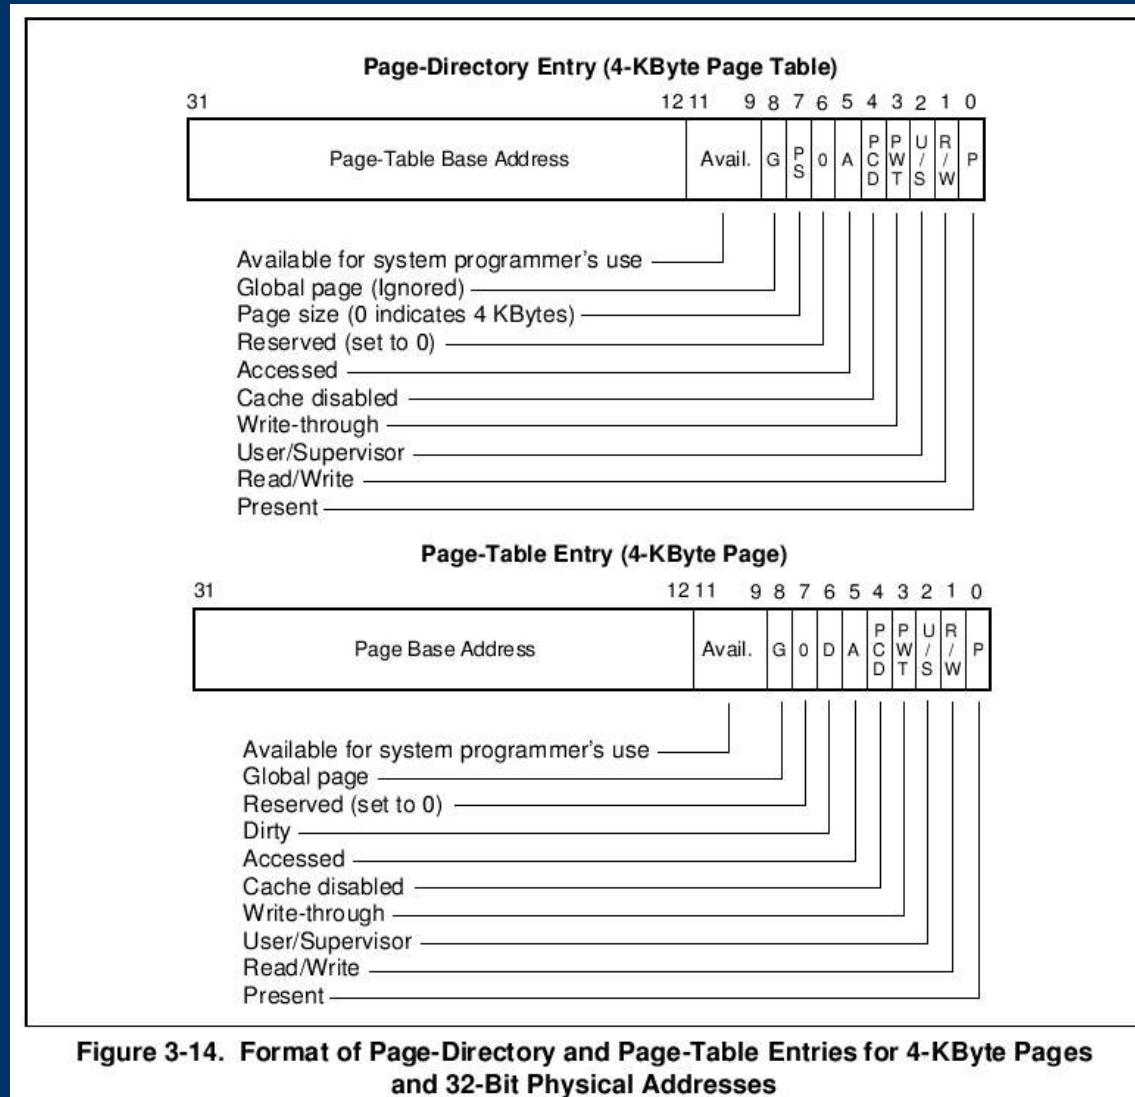 Page-Directory Entry (4-KByte Page Table)
31 12 11 9 8 7 6 5 4 3 2 1 0
Page-Table Base Address Avail. G PS 0 A PCD PWT U/S R/W P
Available for system programmer's use
Global page (Ignored)
Page size (0 indicates 4 KBytes)
Reserved (set to 0)
Accessed
Cache disabled
Write-through
User/Supervisor
Read/Write
Present
Page-Table Entry (4-KByte Page)
31 12 11 9 8 7 6 5 4 3 2 1 0
Page Base Address Avail. G 0 D A PCD PWT U/S R/W P
Available for system programmer's use
Global page
Reserved (set to 0)
Dirty
Accessed
Cache disabled
Write-through
User/Supervisor
Read/Write
Present
Figure 3-14. Format of Page-Directory and Page-Table Entries for 4-KByte Pages
and 32-Bit Physical Addresses